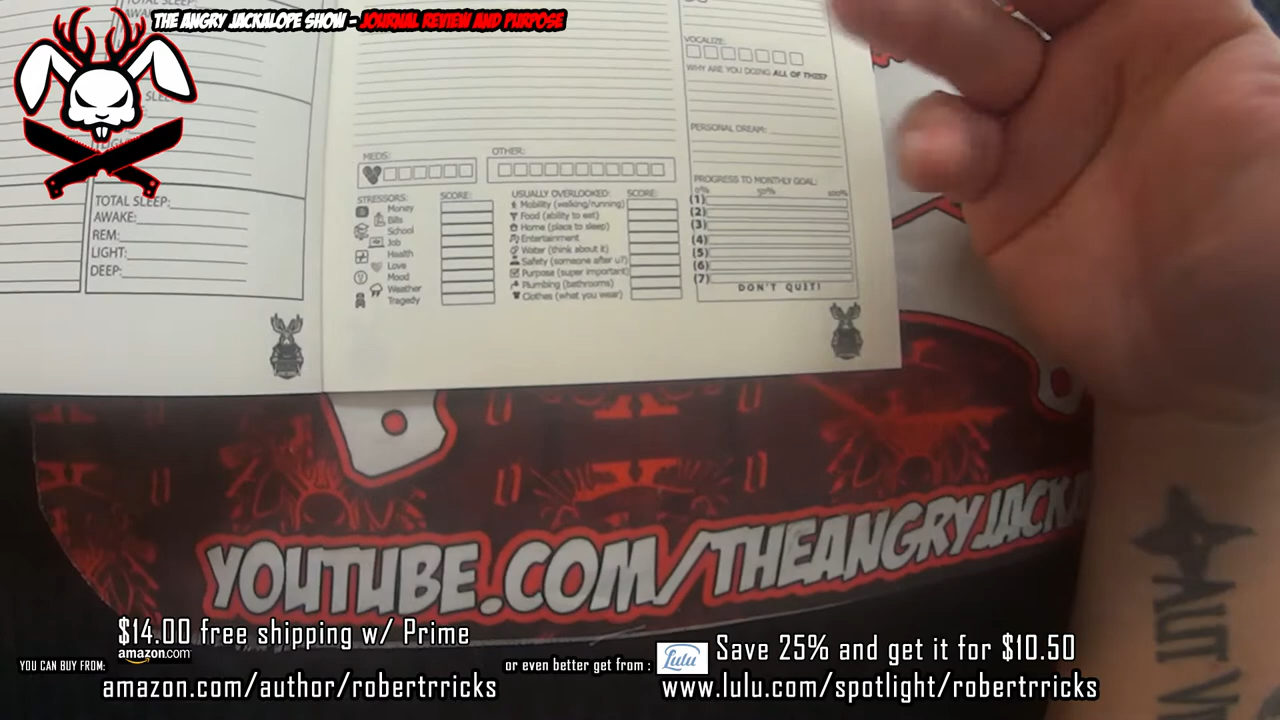 THE ANGRY JACKALOPE SHOW - JOURNAL REVIEW AND PURPOSE
TOTAL SLEEP:
AWAKE:
REM:
LIGHT:
DEEP:
MEDS:
OTHER:
STRESSORS:
SCORE:
Money
Bills
School
Job
Health
Love
Mood
Weather
Tragedy
USUALLY OVERLOOKED:
SCORE:
Mobility (walking/running)
Food (ability to eat)
Home (place to sleep)
Entertainment
Water (think about it)
Safety (someone after u?)
Purpose (super important)
Plumbing (bathrooms)
Clothes (what you wear)
VOCALIZE:
WHY ARE YOU DOING ALL OF THIS?
PERSONAL DREAM:
PROGRESS TO MONTHLY GOAL:
0% 50% 100%
(1)
(2)
(3)
(4)
(5)
(6)
(7)
DON'T QUIT!
YOUTUBE.COM/THEANGRYJACKA
$14.00 free shipping w/ Prime
YOU CAN BUY FROM: amazon.com
amazon.com/author/robertrricks
or even better get from : Lulu Save 25% and get it for $10.50
www.lulu.com/spotlight/robertrricks